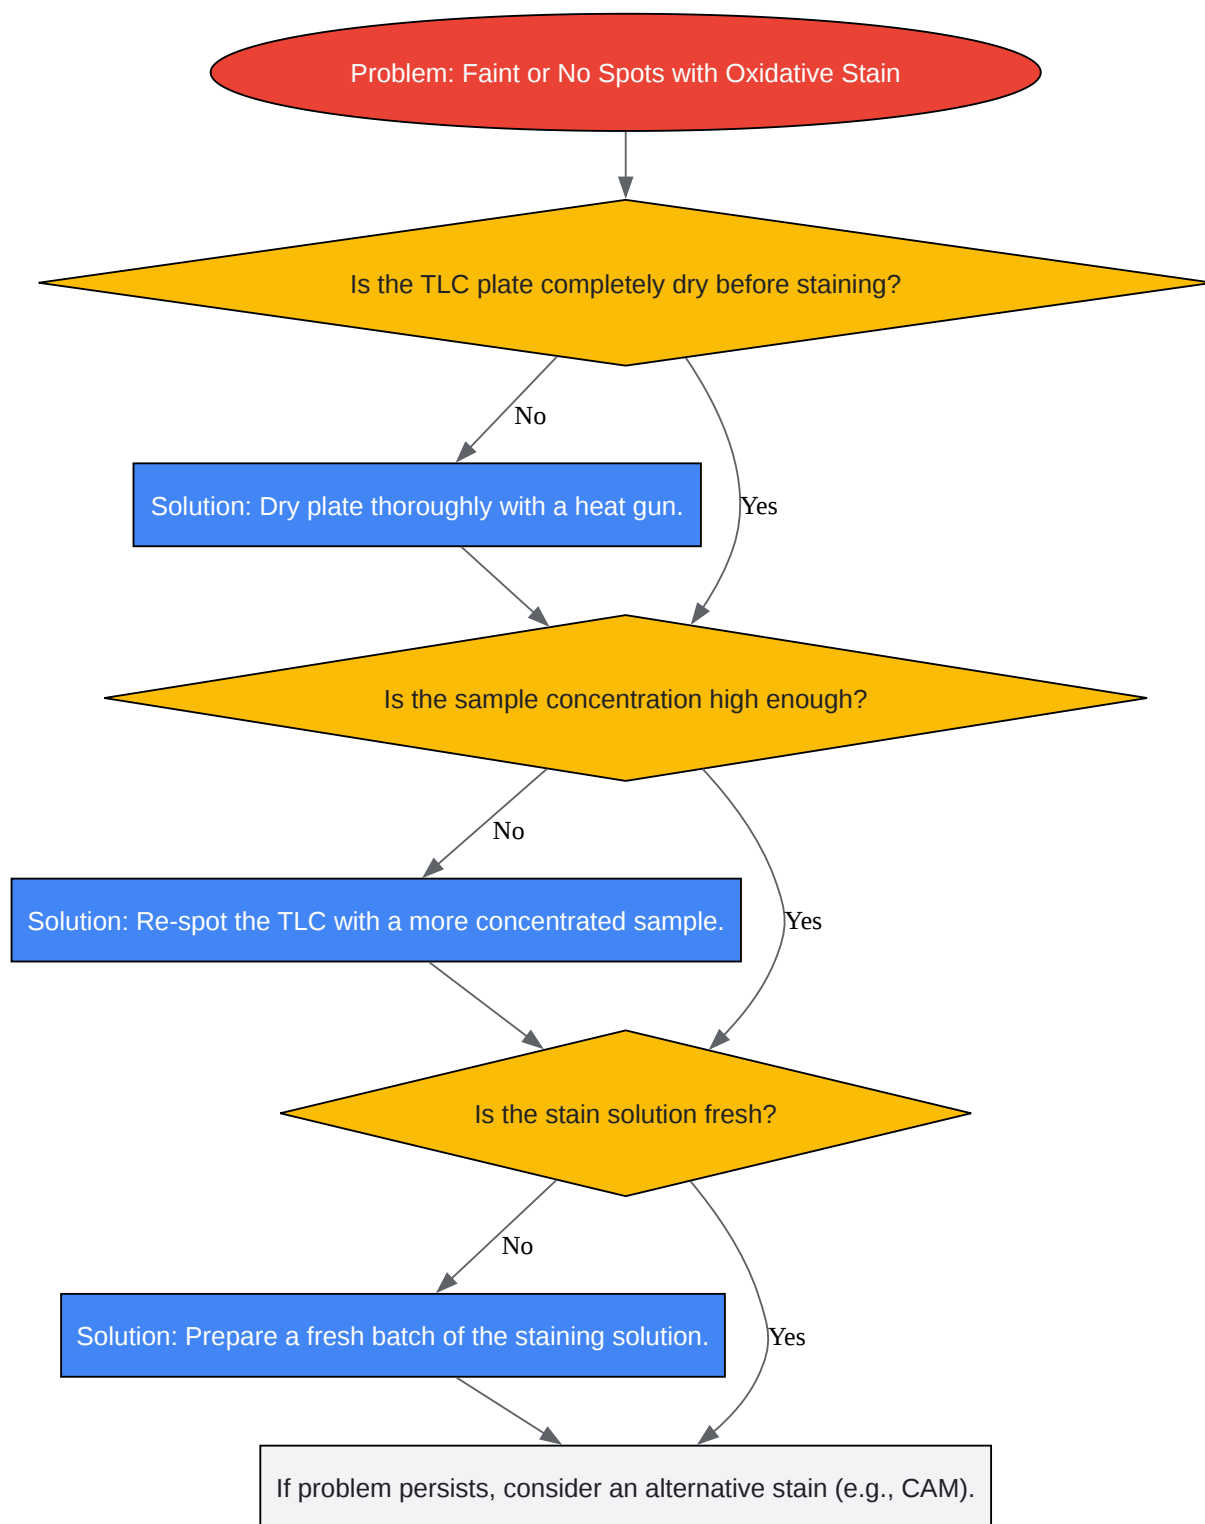 Problem: Faint or No Spots with Oxidative Stain
Is the TLC plate completely dry before staining?
No
Solution: Dry plate thoroughly with a heat gun.
Yes
Is the sample concentration high enough?
No
Solution: Re-spot the TLC with a more concentrated sample.
Yes
Is the stain solution fresh?
No
Solution: Prepare a fresh batch of the staining solution.
Yes
If problem persists, consider an alternative stain (e.g., CAM).